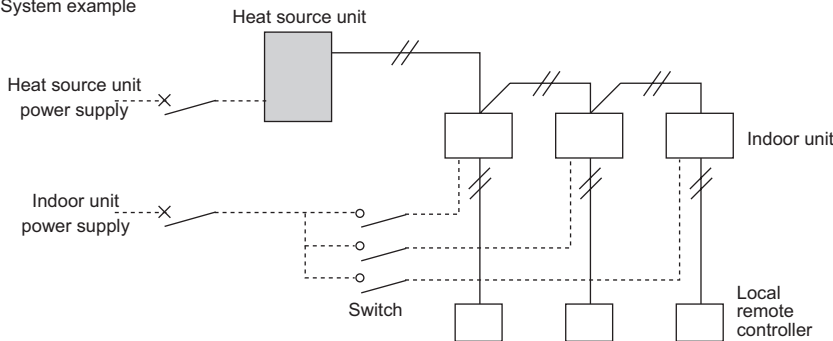 System example
Heat source unit
Heat source unit
power supply
Indoor unit
Indoor unit
power supply
Switch
Local
remote
controller